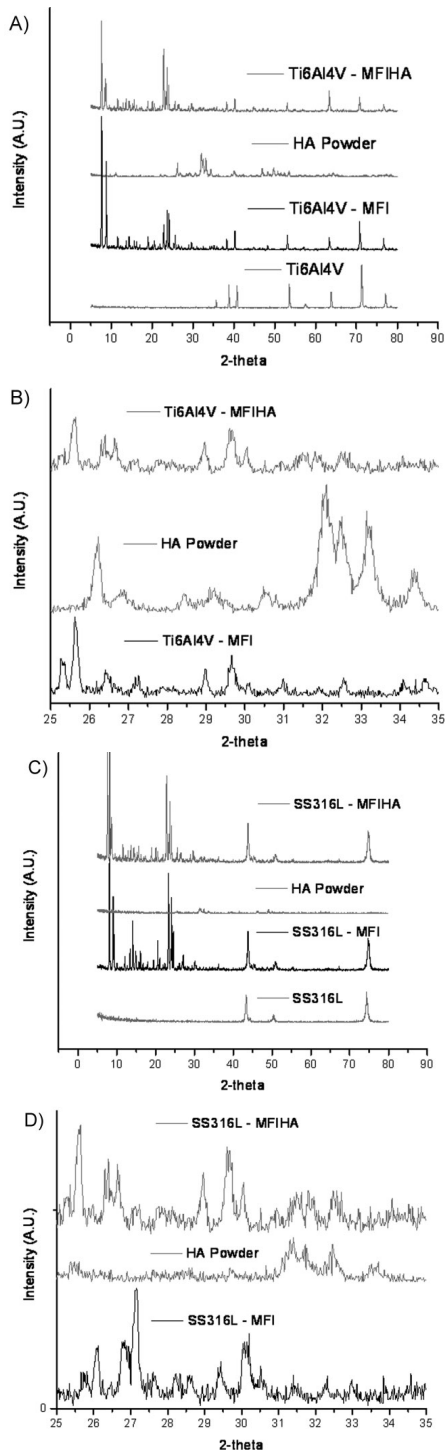 A)
Intensity (A.U.)
Ti6Al4V - MFIHA
HA Powder
Ti6Al4V - MFI
Ti6Al4V
0 10 20 30 40 50 60 70 80
2-theta
B)
Intensity (A.U.)
Ti6Al4V - MFIHA
HA Powder
Ti6Al4V - MFI
25 26 27 28 29 30 31 32 33 34 35
2-theta
C)
Intensity (A.U.)
SS316L - MFIHA
HA Powder
SS316L - MFI
SS316L
0 10 20 30 40 50 60 70 80 90
2-theta
D)
Intensity (A.U.)
SS316L - MFIHA
HA Powder
SS316L - MFI
0
25 26 27 28 29 30 31 32 33 34 35
2-theta